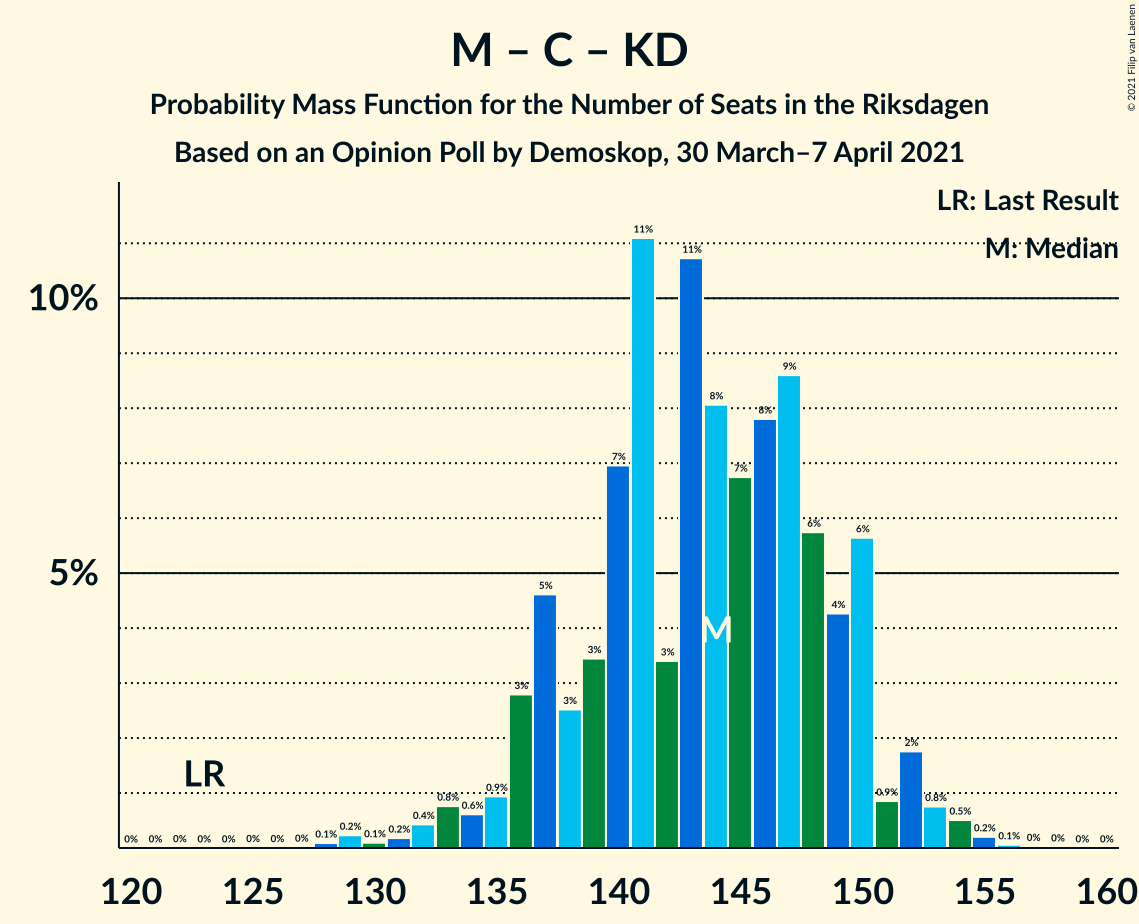 © 2021 Filip van Laenen
M – C – KD
Probability Mass Function for the Number of Seats in the Riksdagen
Based on an Opinion Poll by Demoskop, 30 March–7 April 2021
LR: Last Result
M: Median
10%
5%
0% 0% 0% 0% 0% 0% 0% 0% 0.1% 0.2% 0.1% 0.2% 0.4% 0.8% 0.6% 0.9% 3% 5% 3% 3% 7% 11% 3% 11% 8% 7% 8% 9% 6% 4% 6% 0.9% 2% 0.8% 0.5% 0.2% 0.1% 0% 0% 0% 0%
LR
M
120 125 130 135 140 145 150 155 160